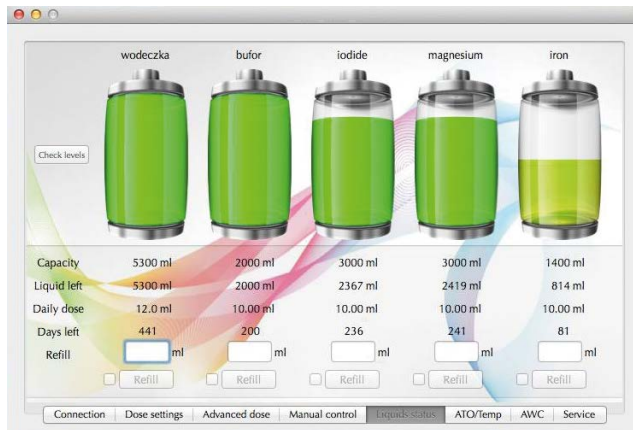 wodeczka bufor iodide magnesium iron
Check levels
Capacity 5300 ml 2000 ml 3000 ml 3000 ml 1400 ml
Liquid left 5300 ml 2000 ml 2367 ml 2419 ml 814 ml
Daily dose 12.0 ml 10.00 ml 10.00 ml 10.00 ml 10.00 ml
Days left 441 200 236 241 81
Refill ml ml ml ml ml
Refill Refill Refill Refill Refill
Connection Dose settings Advanced dose Manual control Liquids status ATO/Temp AWC Service